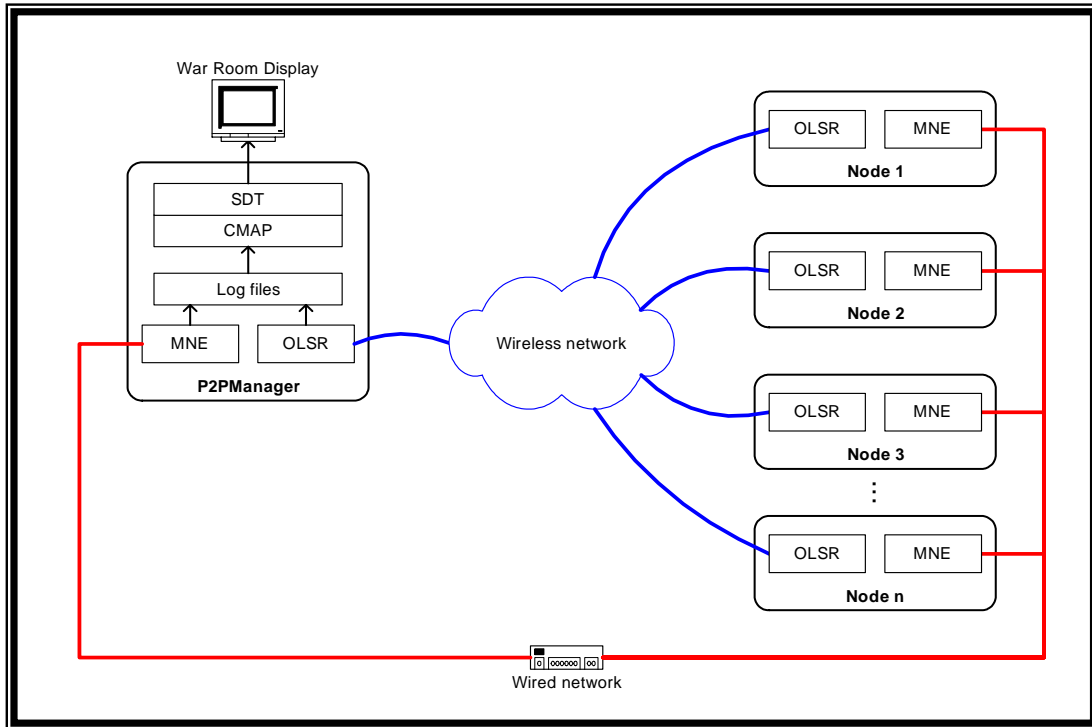 War Room Display
SDT
CMAP
Log files
MNE
OLSR
P2PManager
Wireless network
OLSR
MNE
Node 1
OLSR
MNE
Node 2
OLSR
MNE
Node 3
OLSR
MNE
Node n
Wired network